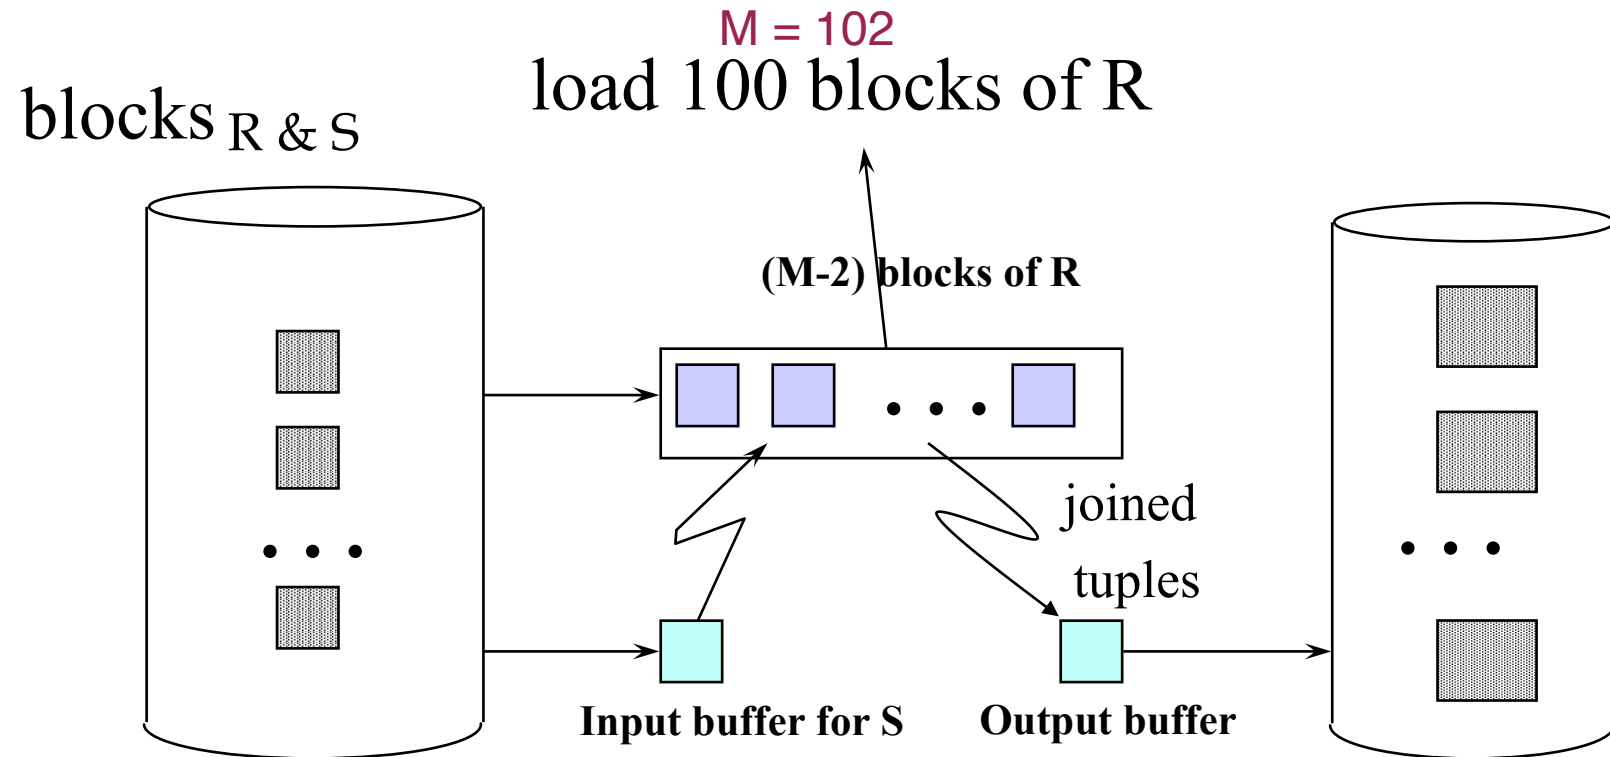 M = 102
load 100 blocks of R
blocks R & S
(M-2) blocks of R
joined
tuples
Input buffer for S
Output buffer